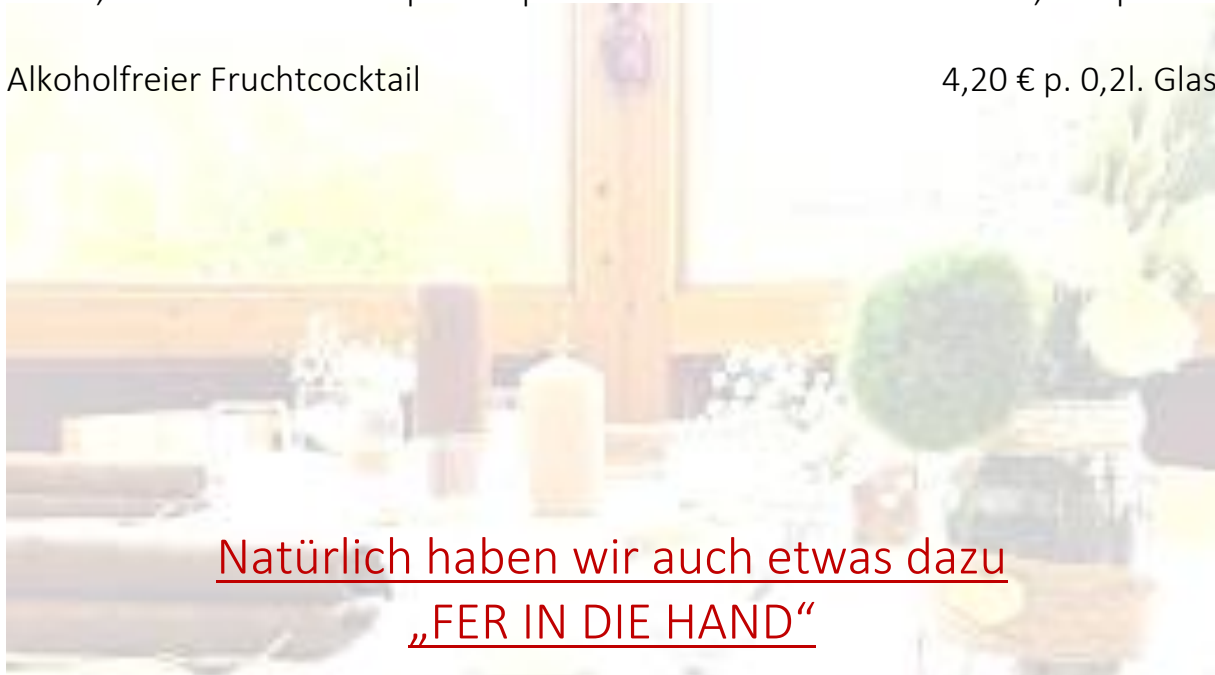 Alkoholfreier Fruchtcocktail 4,20 € p. 0,2l. Glas
Natürlich haben wir auch etwas dazu
„FER IN DIE HAND“